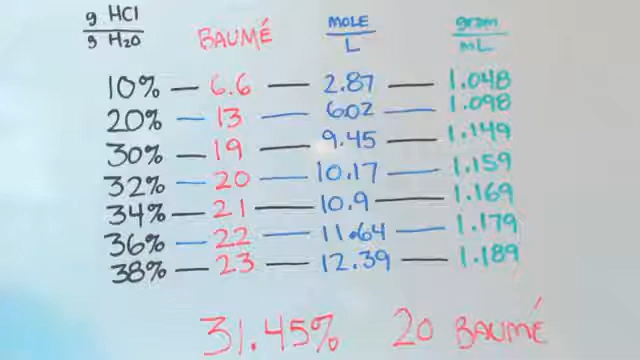 g HCl / g H2O BAUMÉ MOLE / L gram / mL
10% — 6.6 — 2.87 — 1.048
20% — 13 — 6.02 — 1.098
30% — 19 — 9.45 — 1.149
32% — 20 — 10.17 — 1.159
34% — 21 — 10.9 — 1.169
36% — 22 — 11.64 — 1.179
38% — 23 — 12.39 — 1.189
31.45% 20 BAUMÉ